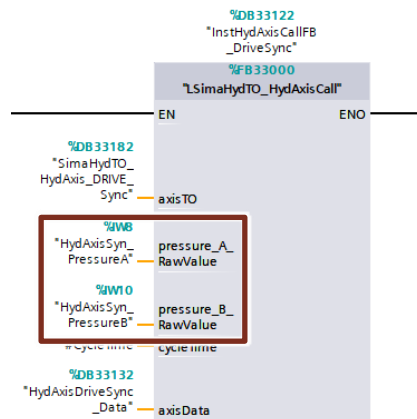 %DB33122
"InstHydAxisCallFB
_DriveSync"
%FB33000
"LSimaHydTO_HydAxisCall"
EN ENO
%DB33182
"SimaHydTO_
HydAxis_DRIVE_
Sync" axisTO
%IW8
"HydAxisSyn_
PressureA"
pressure_A_
RawValue
%IW10
"HydAxisSyn_
PressureB"
pressure_B_
RawValue
#CycleTime cycleTime
%DB33132
"HydAxisDriveSync
_Data" axisData